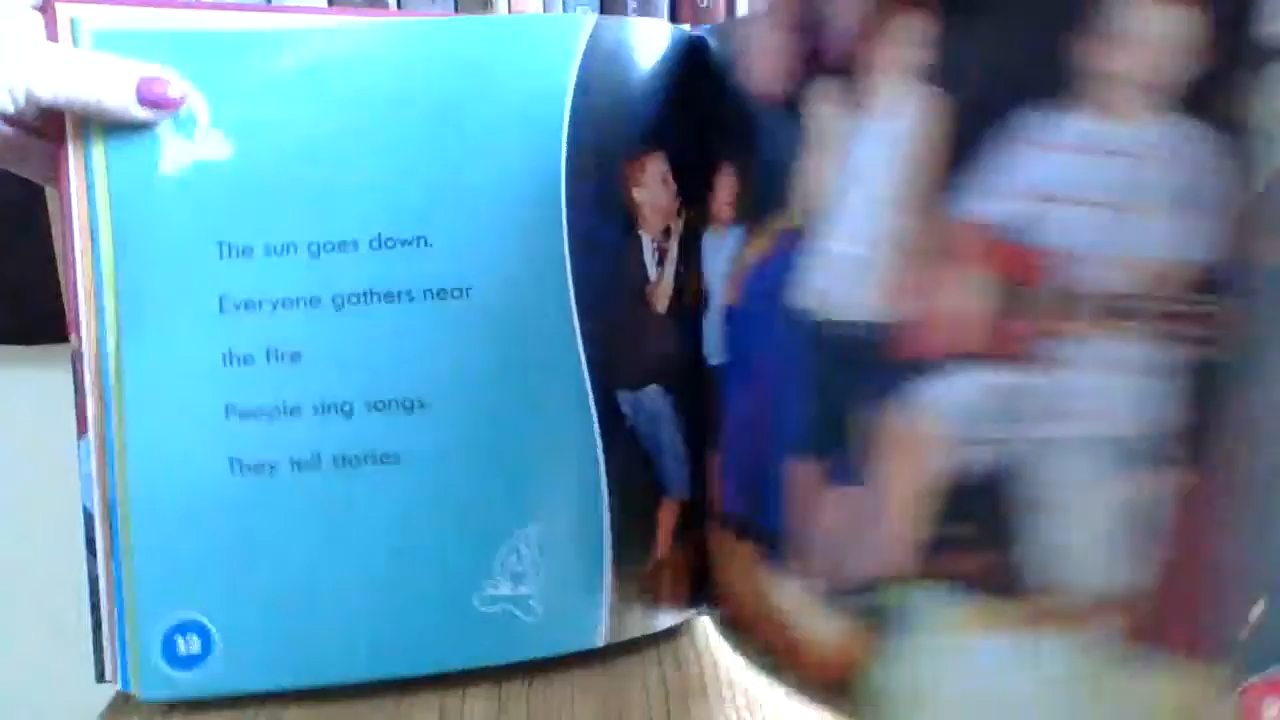 The sun goes down.
Everyone gathers near
the fire
People sing songs.
They tell stories